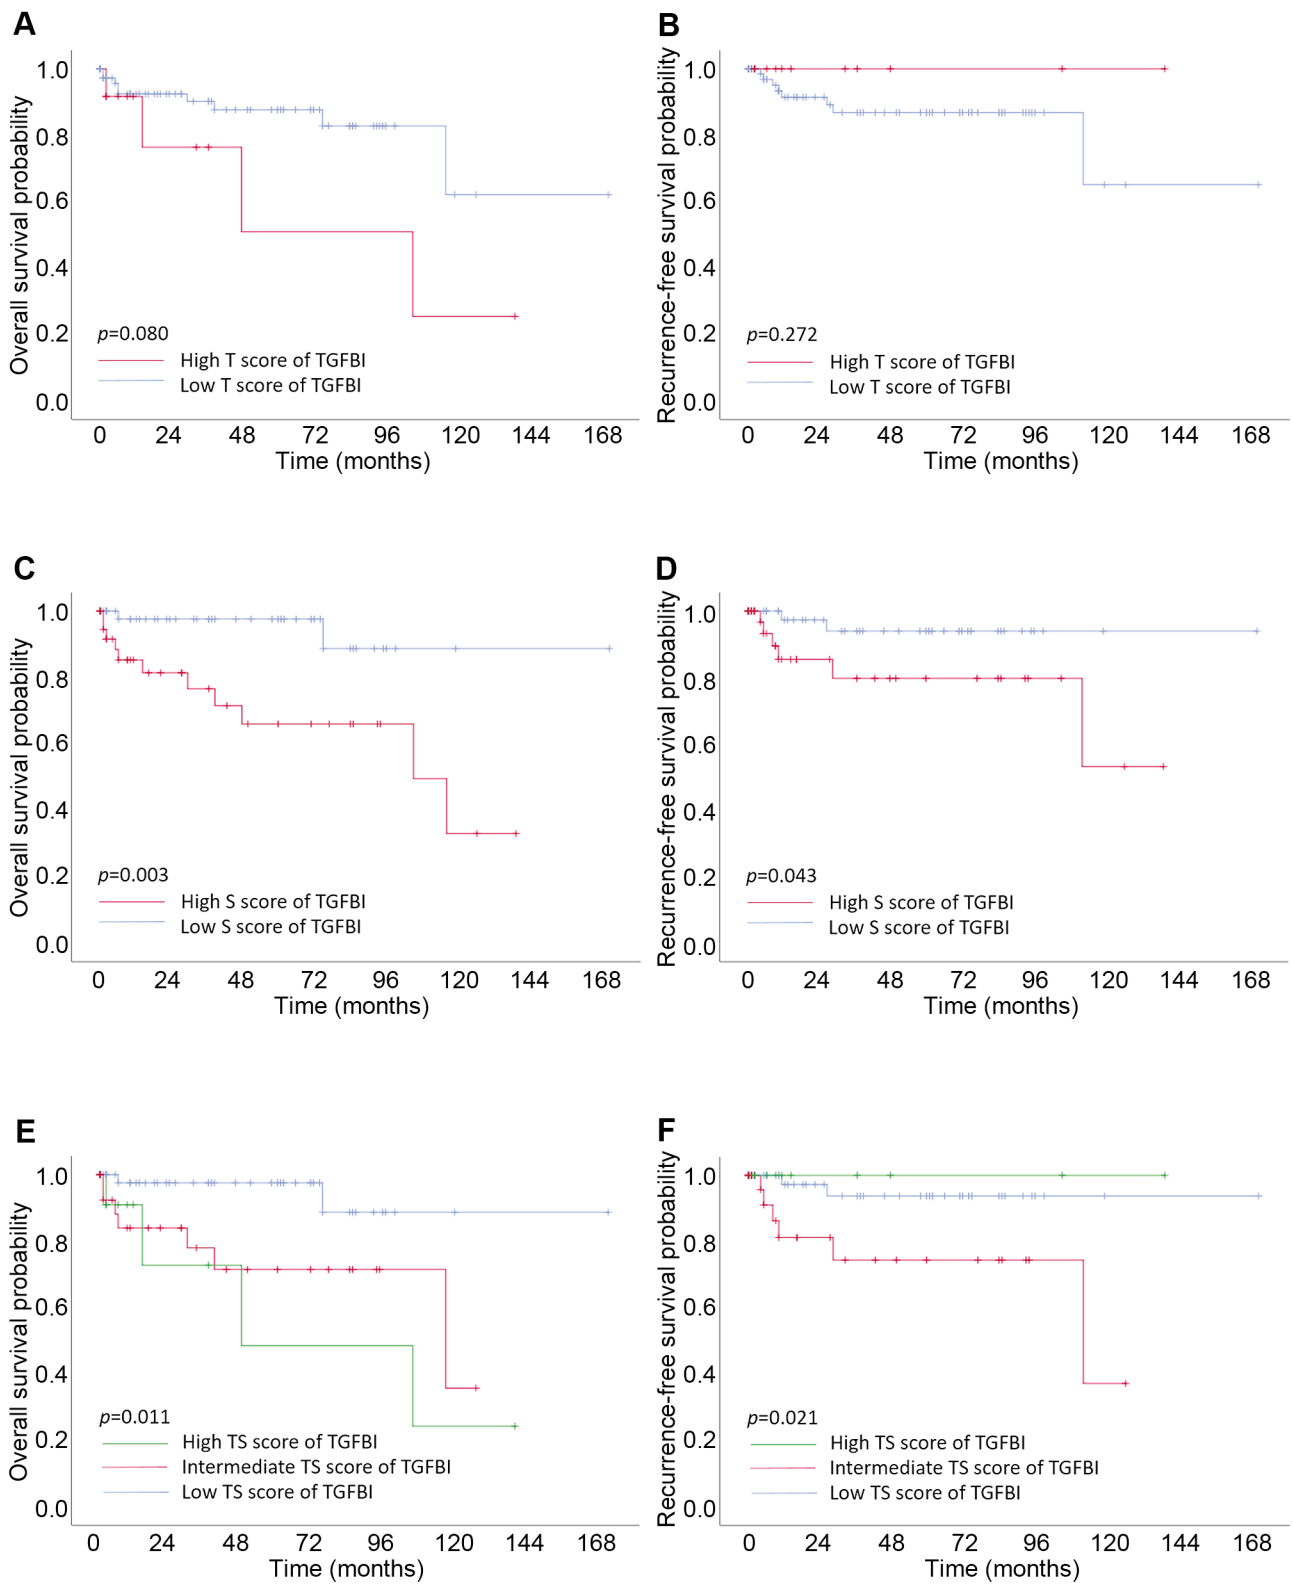 A
Overall survival probability
1.0
0.8
0.6
0.4
0.2
0.0
p=0.080
High T score of TGFBI
Low T score of TGFBI
0 24 48 72 96 120 144 168
Time (months)
B
Recurrence-free survival probability
1.0
0.8
0.6
0.4
0.2
0.0
p=0.272
High T score of TGFBI
Low T score of TGFBI
0 24 48 72 96 120 144 168
Time (months)
C
Overall survival probability
1.0
0.8
0.6
0.4
0.2
0.0
p=0.003
High S score of TGFBI
Low S score of TGFBI
0 24 48 72 96 120 144 168
Time (months)
D
Recurrence-free survival probability
1.0
0.8
0.6
0.4
0.2
0.0
p=0.043
High S score of TGFBI
Low S score of TGFBI
0 24 48 72 96 120 144 168
Time (months)
E
Overall survival probability
1.0
0.8
0.6
0.4
0.2
0.0
p=0.011
High TS score of TGFBI
Intermediate TS score of TGFBI
Low TS score of TGFBI
0 24 48 72 96 120 144 168
Time (months)
F
Recurrence-free survival probability
1.0
0.8
0.6
0.4
0.2
0.0
p=0.021
High TS score of TGFBI
Intermediate TS score of TGFBI
Low TS score of TGFBI
0 24 48 72 96 120 144 168
Time (months)